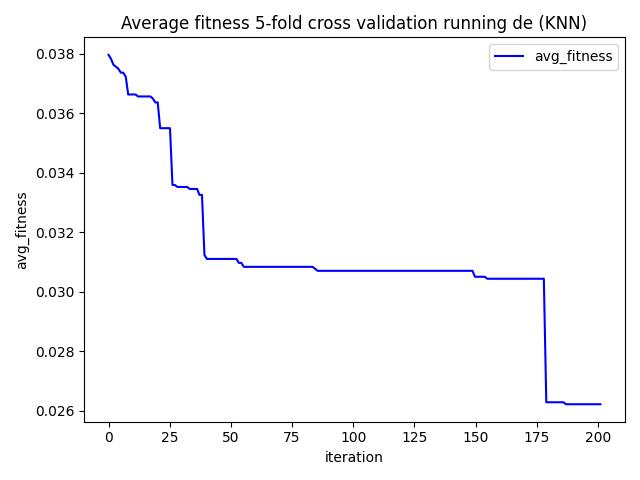 Average fitness 5-fold cross validation running de (KNN)
avg_fitness
0.038
0.036
0.034
0.032
0.030
0.028
0.026
avg_fitness
0 25 50 75 100 125 150 175 200
iteration